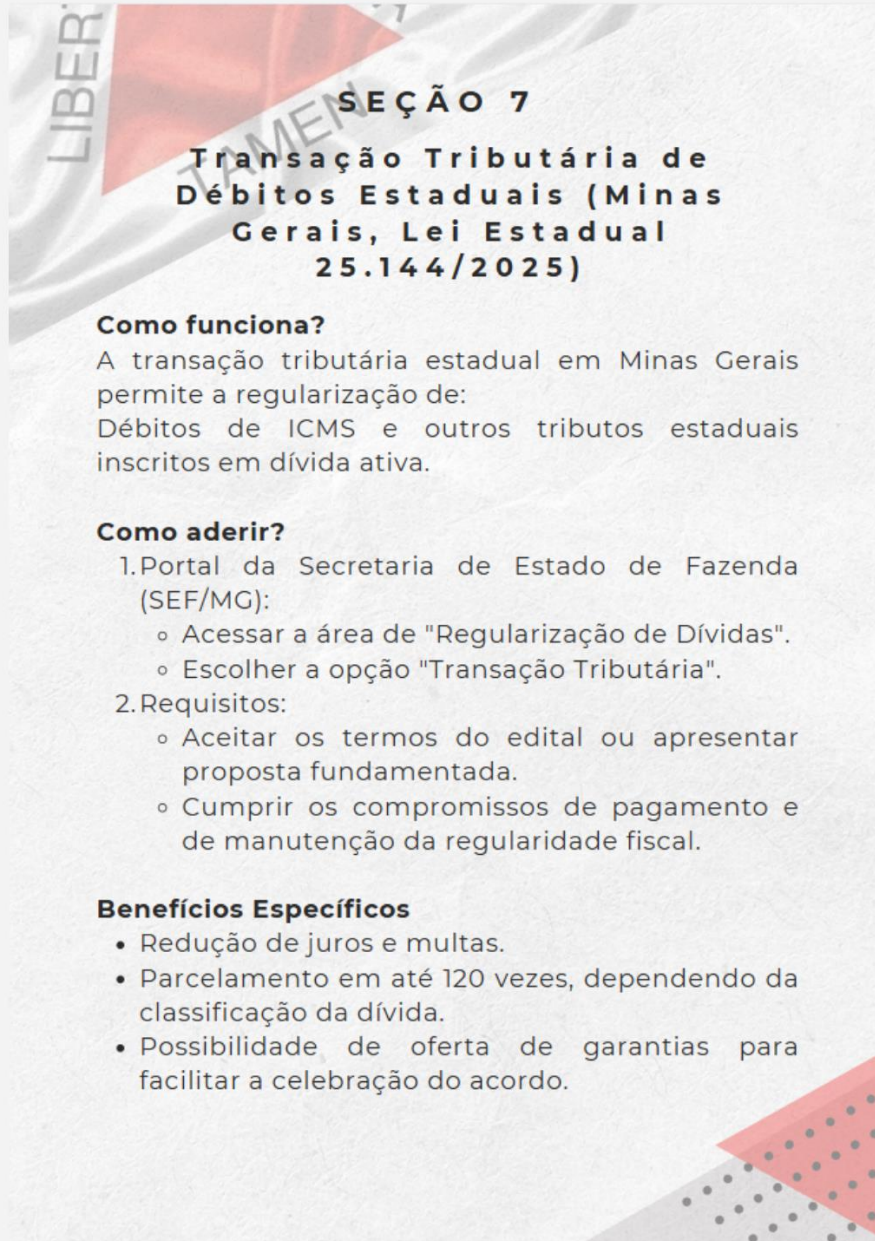 LIBER
TAMEN
SEÇÃO 7
Transação Tributária de
Débitos Estaduais (Minas
Gerais, Lei Estadual
25.144/2025)
Como funciona?
A transação tributária estadual em Minas Gerais
permite a regularização de:
Débitos de ICMS e outros tributos estaduais
inscritos em dívida ativa.
Como aderir?
1. Portal da Secretaria de Estado de Fazenda
(SEF/MG):
◦ Acessar a área de "Regularização de Dívidas".
◦ Escolher a opção "Transação Tributária".
2. Requisitos:
◦ Aceitar os termos do edital ou apresentar
proposta fundamentada.
◦ Cumprir os compromissos de pagamento e
de manutenção da regularidade fiscal.
Benefícios Específicos
• Redução de juros e multas.
• Parcelamento em até 120 vezes, dependendo da
classificação da dívida.
• Possibilidade de oferta de garantias para
facilitar a celebração do acordo.